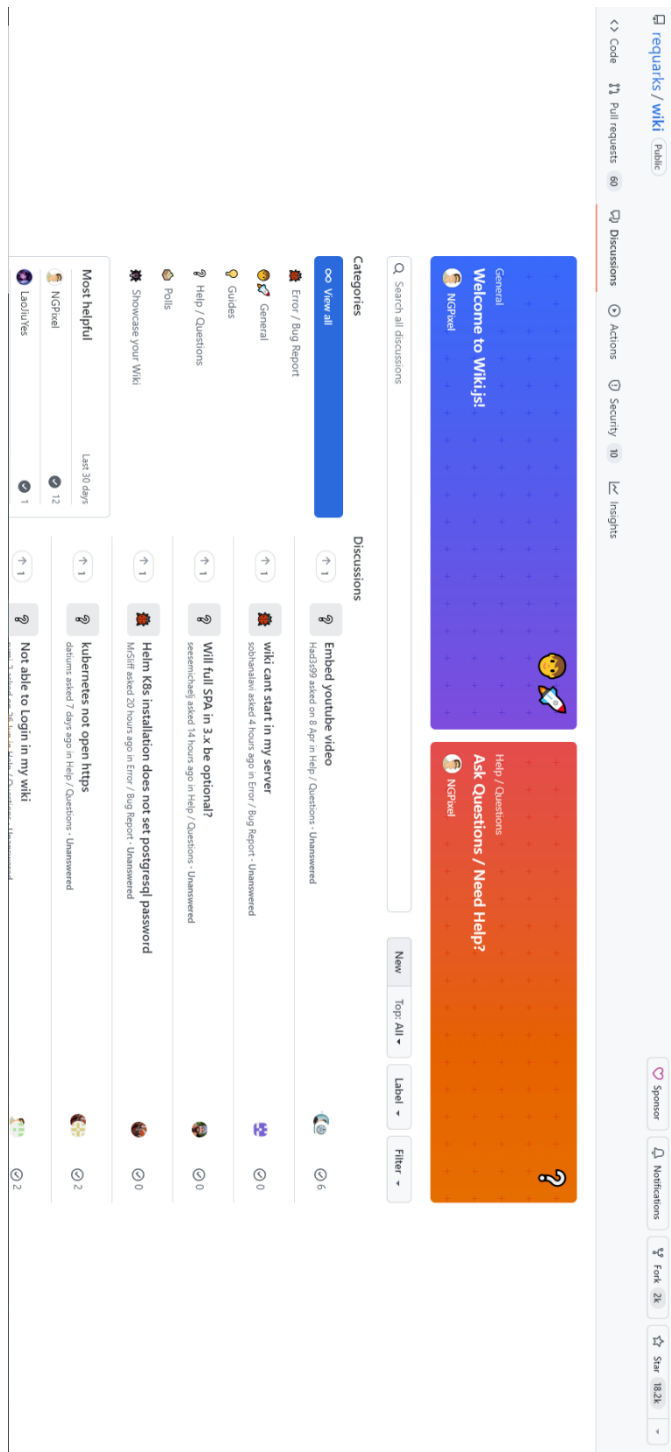 requarks / wiki Public
Sponsor
Notifications
Fork 2k
Star 18.2k
Code
Pull requests 60
Discussions
Actions
Security 10
Insights
General
Welcome to Wiki.js!
NGPixel
Help / Questions
Ask Questions / Need Help?
NGPixel
Search all discussions
New
Top: All
Label
Filter
Categories
View all
Error / Bug Report
General
Guides
Help / Questions
Polls
Showcase your Wiki
Most helpful
Last 30 days
NGPixel
12
LaoJiuYes
1
Discussions
1
Embed youtube video
Had3s99 asked on 8 Apr in Help / Questions · Unanswered
6
1
wiki cant start in my server
sobhanalavi asked 4 hours ago in Error / Bug Report · Unanswered
0
1
Will full SPA in 3.x be optional?
seesemichaelj asked 14 hours ago in Help / Questions · Unanswered
0
1
Helm K8s installation does not set postgresql password
MrSliff asked 20 hours ago in Error / Bug Report · Unanswered
0
1
kubernetes not open https
datiums asked 7 days ago in Help / Questions · Unanswered
2
1
Not able to Login in my wiki
2